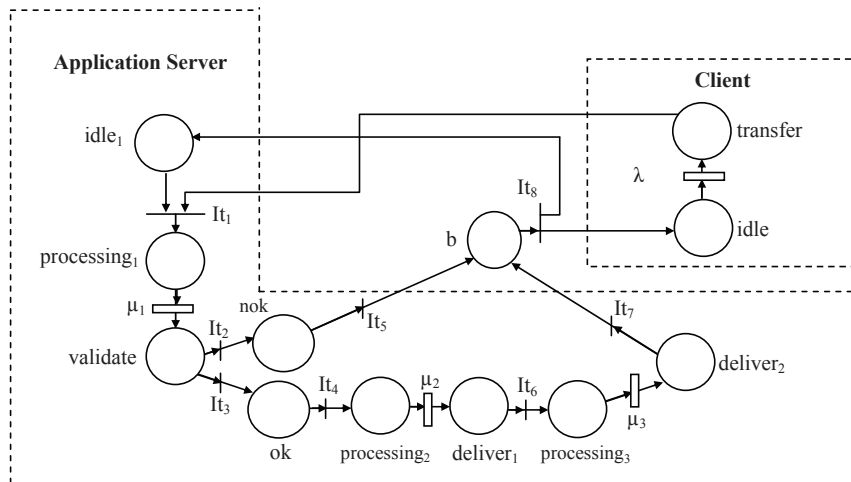 Application Server
Client
idle₁
transfer
λ
It₈
It₁
b
idle
processing₁
µ₁
nok
It₂
It₅
It₇
validate
deliver₂
It₃
It₄
µ₂
It₆
µ₃
ok
processing₂
deliver₁
processing₃